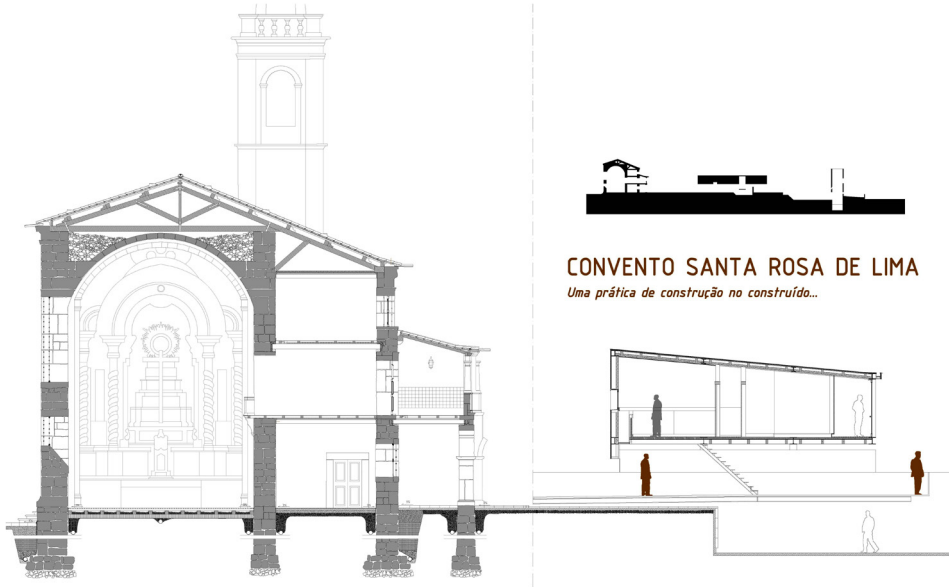 CONVENTO SANTA ROSA DE LIMA
Uma prática de construção no construído...